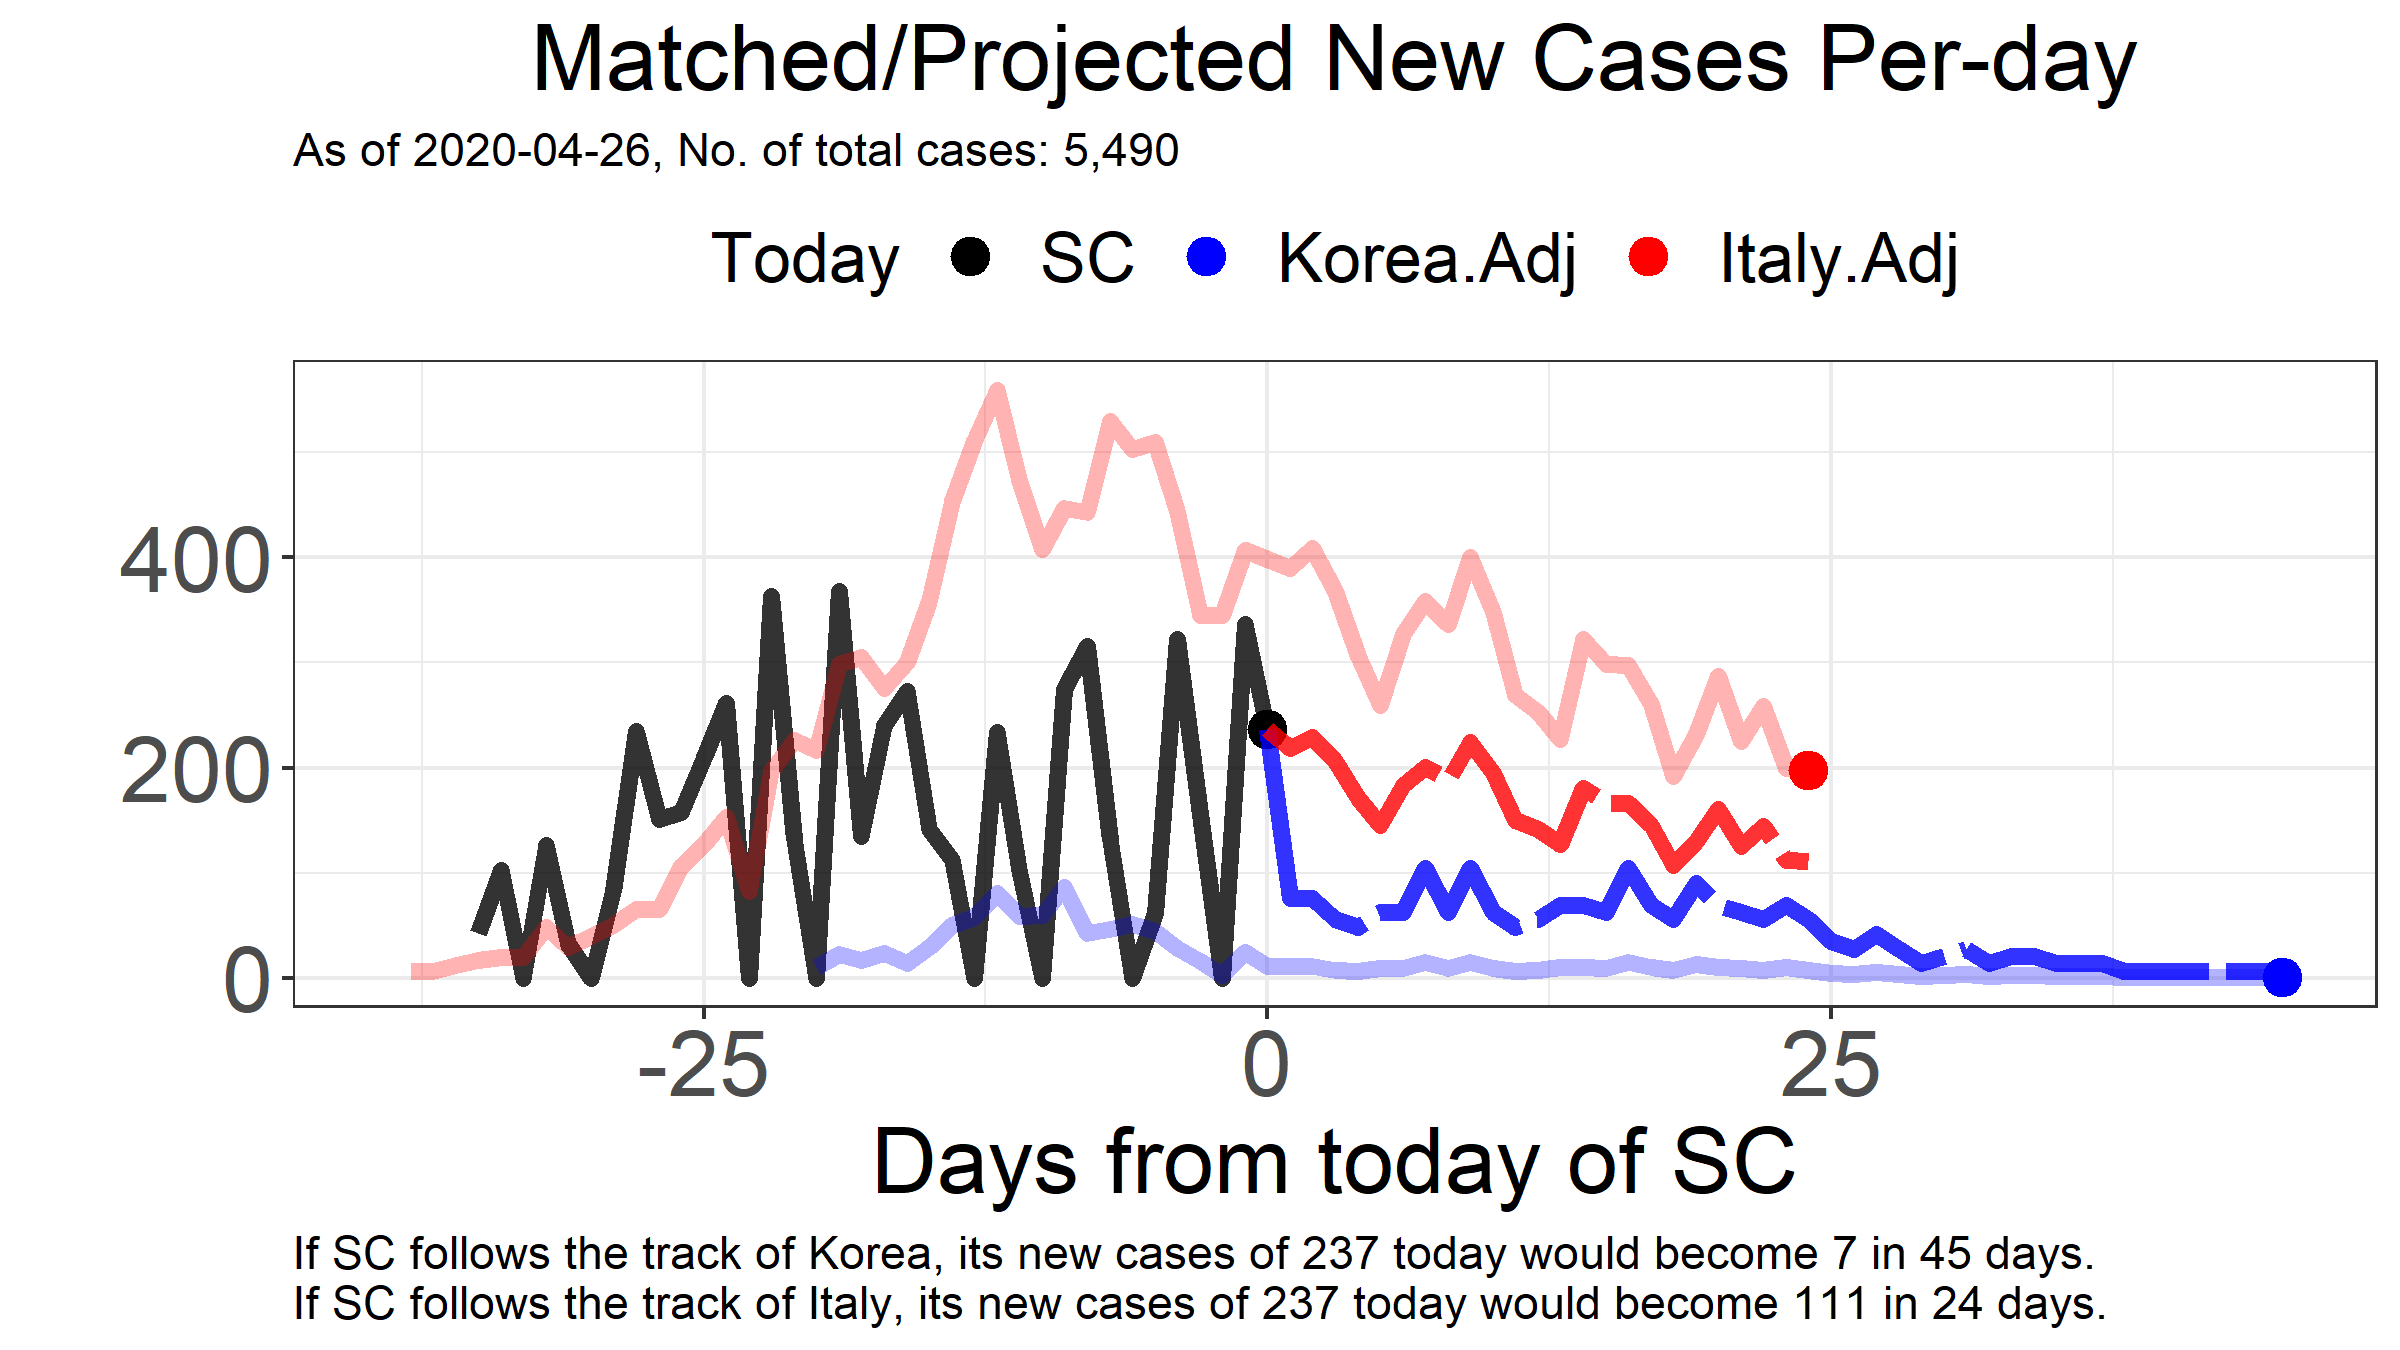 Matched/Projected New Cases Per-day
As of 2020-04-26, No. of total cases: 5,490
Today SC Korea.Adj Italy.Adj
400
200
0
-25 0 25
Days from today of SC
If SC follows the track of Korea, its new cases of 237 today would become 7 in 45 days.
If SC follows the track of Italy, its new cases of 237 today would become 111 in 24 days.